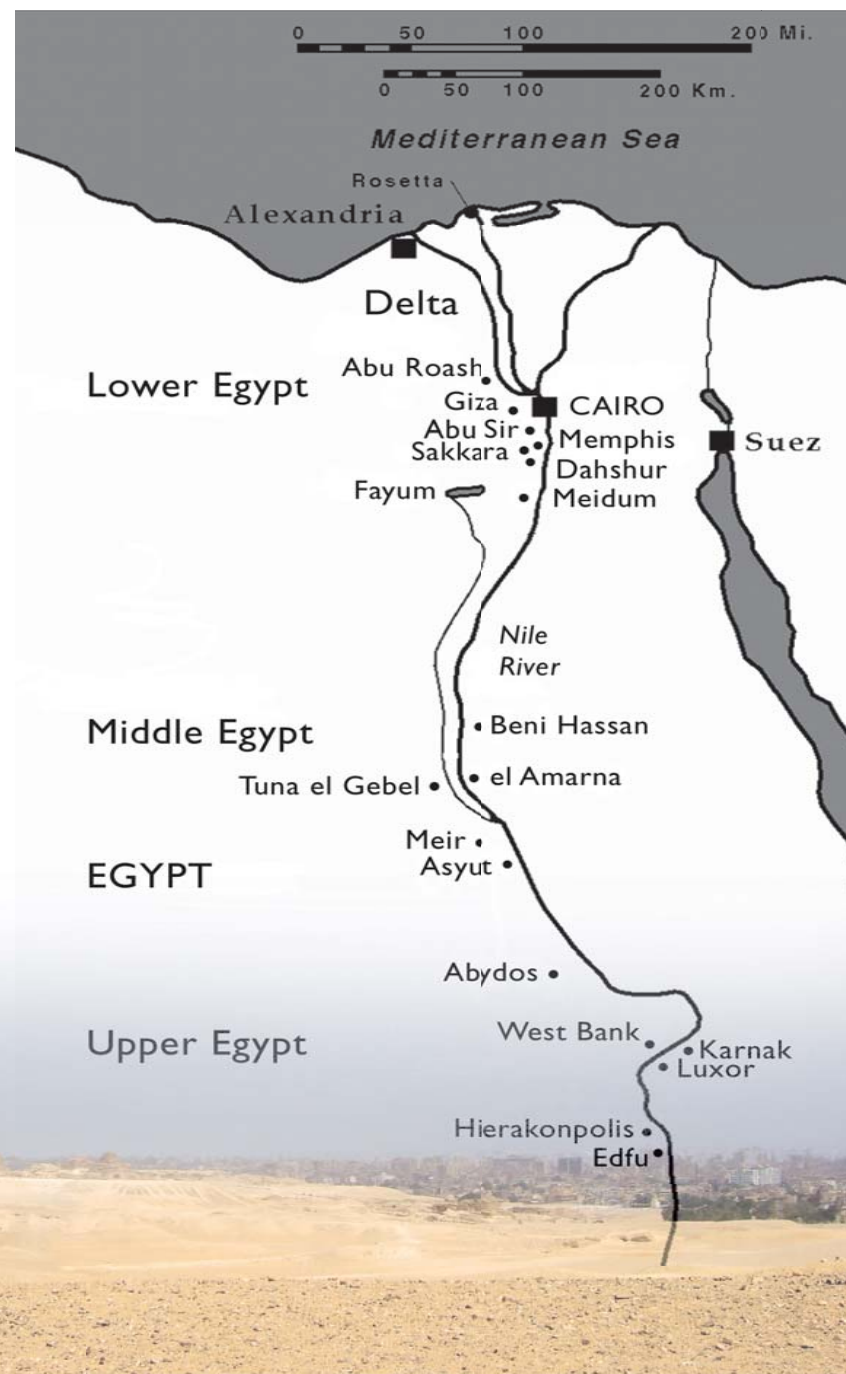 0 50 100 200 Mi.
0 50 100 200 Km.
Mediterranean Sea
Rosetta
Alexandria
Delta
Abu Roash
Lower Egypt
Giza
CAIRO
Abu Sir
Memphis
Suez
Sakkara
Dahshur
Fayum
Meidum
Nile
River
Beni Hassan
Middle Egypt
el Amarna
Tuna el Gebel
Meir
Asyut
EGYPT
Abydos
West Bank
Upper Egypt
Karnak
Luxor
Hierakonpolis
Edfu